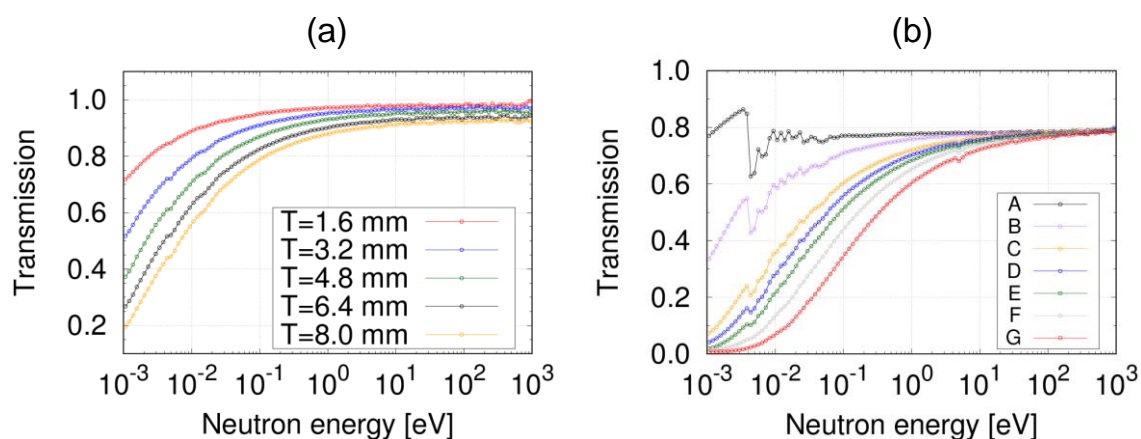 (a)
(b)
Transmission
1.0
0.8
0.6
0.4
0.2
T=1.6 mm
T=3.2 mm
T=4.8 mm
T=6.4 mm
T=8.0 mm
10-3 10-2 10-1 100 101 102 103
Neutron energy [eV]
Transmission
1.0
0.8
0.6
0.4
0.2
0.0
A
B
C
D
E
F
G
10-3 10-2 10-1 100 101 102 103
Neutron energy [eV]